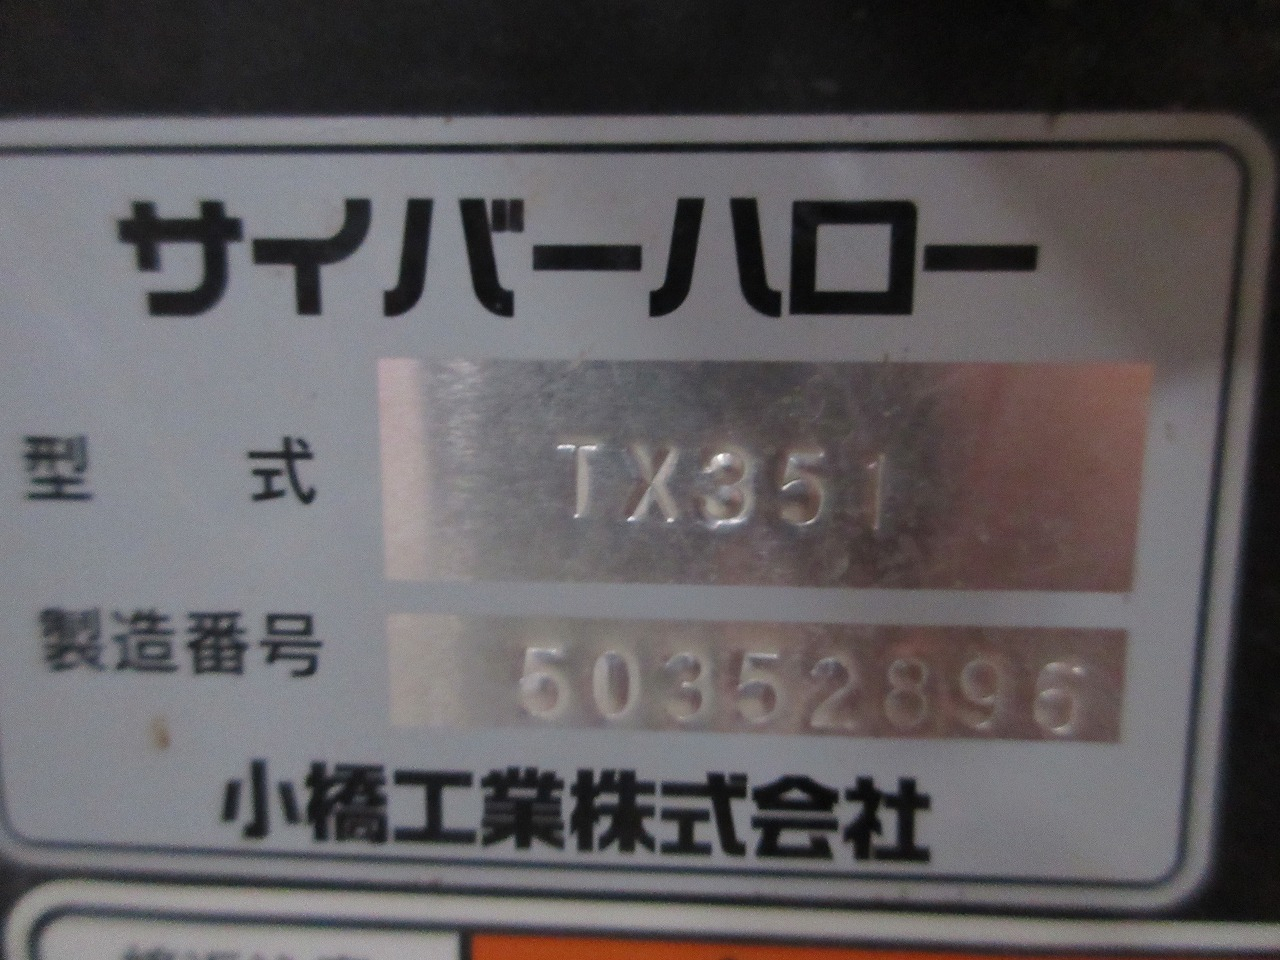 サイバーハロー
型式 TX351
製造番号 50352896
小橋工業株式会社